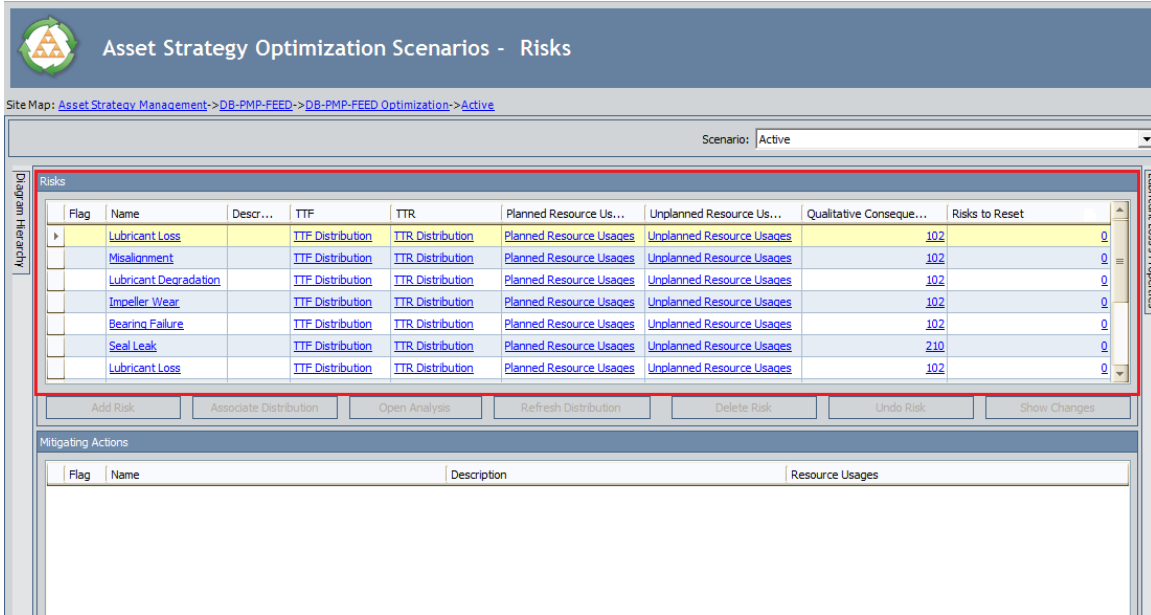 Asset Strategy Optimization Scenarios - Risks
Site Map: Asset Strategy Management->DB-PMP-FEED->DB-PMP-FEED Optimization->Active
Scenario: Active
Diagram Hierarchy
Risks
Flag Name Descr... TTF TTR Planned Resource Us... Unplanned Resource Us... Qualitative Conseque... Risks to Reset
Lubricant Loss TTF Distribution TTR Distribution Planned Resource Usages Unplanned Resource Usages 102 0
Misalignment TTF Distribution TTR Distribution Planned Resource Usages Unplanned Resource Usages 102 0
Lubricant Degradation TTF Distribution TTR Distribution Planned Resource Usages Unplanned Resource Usages 102 0
Impeller Wear TTF Distribution TTR Distribution Planned Resource Usages Unplanned Resource Usages 102 0
Bearing Failure TTF Distribution TTR Distribution Planned Resource Usages Unplanned Resource Usages 102 0
Seal Leak TTF Distribution TTR Distribution Planned Resource Usages Unplanned Resource Usages 210 0
Lubricant Loss TTF Distribution TTR Distribution Planned Resource Usages Unplanned Resource Usages 102 0
Add Risk Associate Distribution Open Analysis Refresh Distribution Delete Risk Undo Risk Show Changes
Mitigating Actions
Flag Name Description Resource Usages